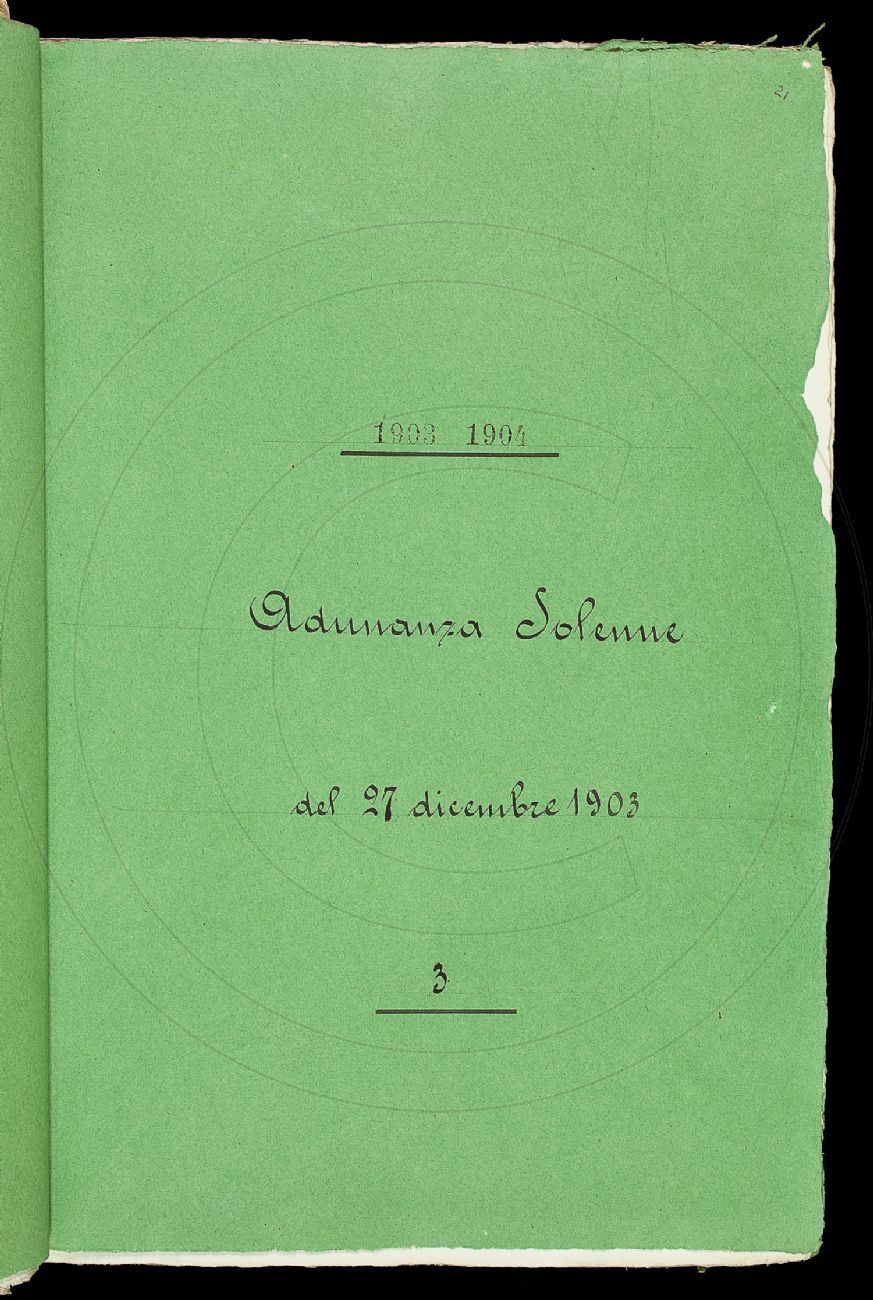 21
1903 1904
Adunanza Solenne
del 27 dicembre 1903
3